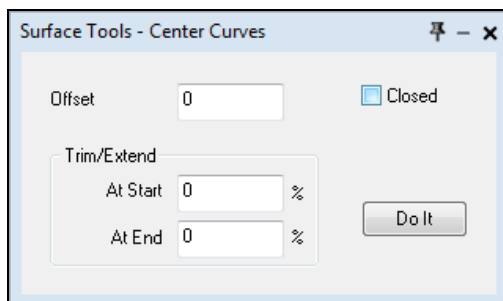 Surface Tools - Center Curves
Offset 0 Closed
Trim/Extend
At Start 0 %
At End 0 %
Do It